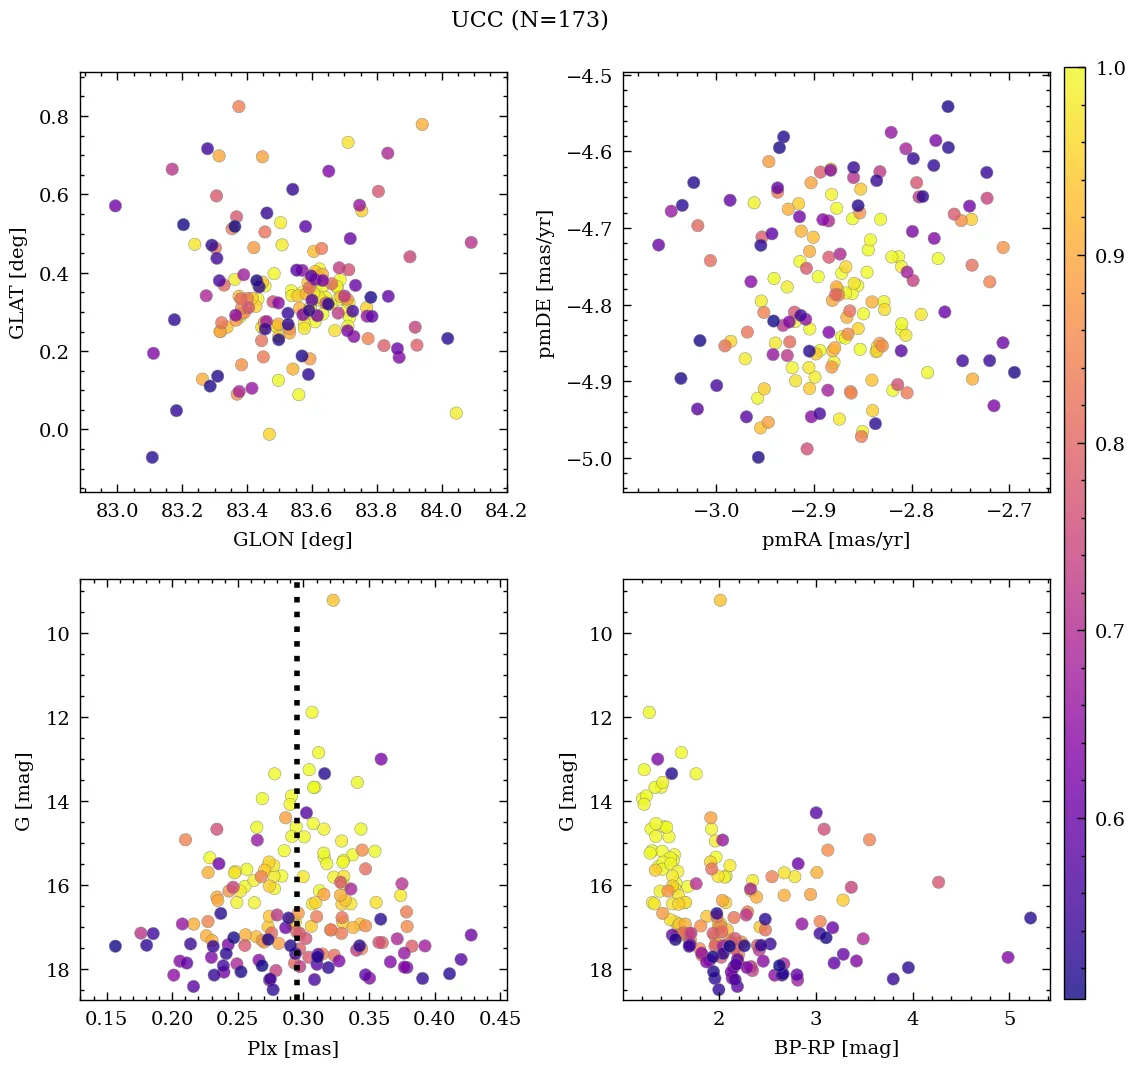 UCC (N=173)
0.8
0.6
0.4
0.2
0.0
GLAT [deg]
83.0 83.2 83.4 83.6 83.8 84.0 84.2
GLON [deg]
−4.5
−4.6
−4.7
−4.8
−4.9
−5.0
pmDE [mas/yr]
−3.0 −2.9 −2.8 −2.7
pmRA [mas/yr]
1.0
0.9
0.8
0.7
0.6
10
12
14
16
18
G [mag]
0.15 0.20 0.25 0.30 0.35 0.40 0.45
Plx [mas]
10
12
14
16
18
G [mag]
2 3 4 5
BP-RP [mag]